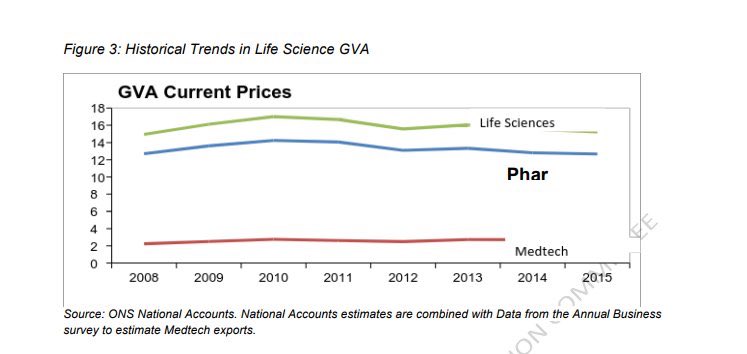 Figure 3: Historical Trends in Life Science GVA
GVA Current Prices
18
16
14
12
10
8
6
4
2
0
Life Sciences
Phar
Medtech
2008 2009 2010 2011 2012 2013 2014 2015
Source: ONS National Accounts. National Accounts estimates are combined with Data from the Annual Business
survey to estimate Medtech exports.